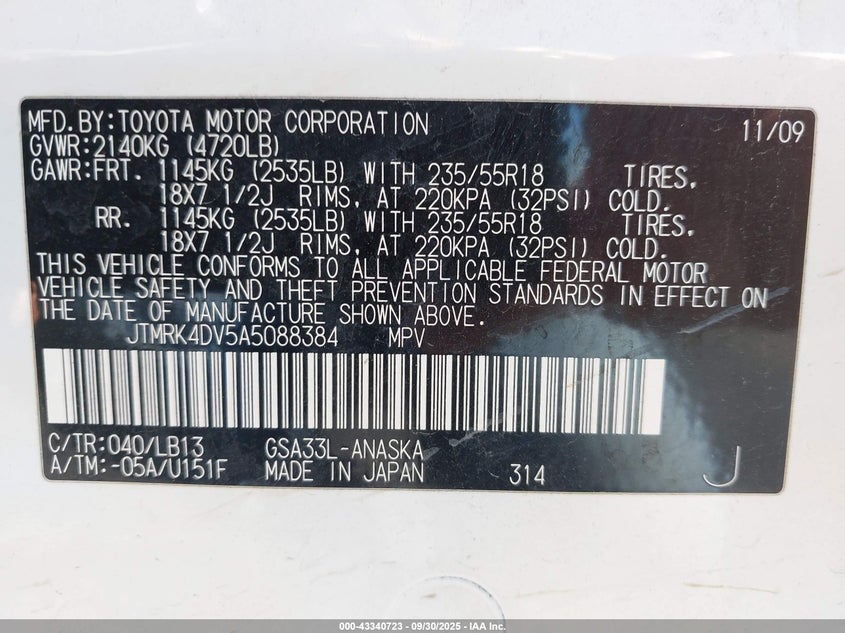 MFD.BY:TOYOTA MOTOR CORPORATION 11/09
GVWR:2140KG (4720LB)
GAWR:FRT. 1145KG (2535LB) WITH 235/55R18 TIRES,
18X7 1/2J RIMS, AT 220KPA (32PSI) COLD.
RR. 1145KG (2535LB) WITH 235/55R18 TIRES,
18X7 1/2J RIMS, AT 220KPA (32PSI) COLD.
THIS VEHICLE CONFORMS TO ALL APPLICABLE FEDERAL MOTOR
VEHICLE SAFETY AND THEFT PREVENTION STANDARDS IN EFFECT ON
THE DATE OF MANUFACTURE SHOWN ABOVE.
JTMRK4DV5A5088384 MPV
C/TR:040/LB13 GSA33L-ANASKA
A/TM:-05A/U151F MADE IN JAPAN 314 J
000-43340723 - 09/30/2025 - IAA Inc.